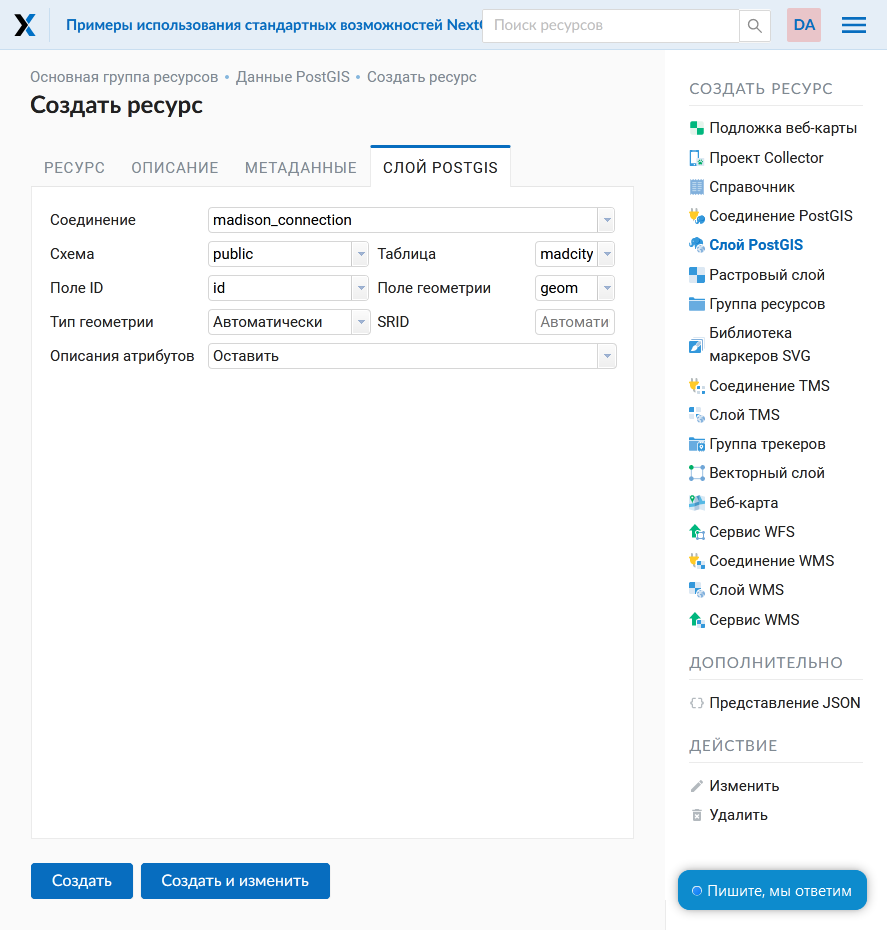 Примеры использования стандартных возможностей NextG
Поиск ресурсов
DA
Основная группа ресурсов • Данные PostGIS • Создать ресурс
Создать ресурс
РЕСУРС ОПИСАНИЕ МЕТАДАННЫЕ СЛОЙ POSTGIS
Соединение madison_connection
Схема public Таблица madcity
Поле ID id Поле геометрии geom
Тип геометрии Автоматически SRID Автомати
Описания атрибутов Оставить
Создать Создать и изменить
СОЗДАТЬ РЕСУРС
Подложка веб-карты
Проект Collector
Справочник
Соединение PostGIS
Слой PostGIS
Растровый слой
Группа ресурсов
Библиотека
маркеров SVG
Соединение TMS
Слой TMS
Группа трекеров
Векторный слой
Веб-карта
Сервис WFS
Соединение WMS
Слой WMS
Сервис WMS
ДОПОЛНИТЕЛЬНО
Представление JSON
ДЕЙСТВИЕ
Изменить
Удалить
Пишите, мы ответим